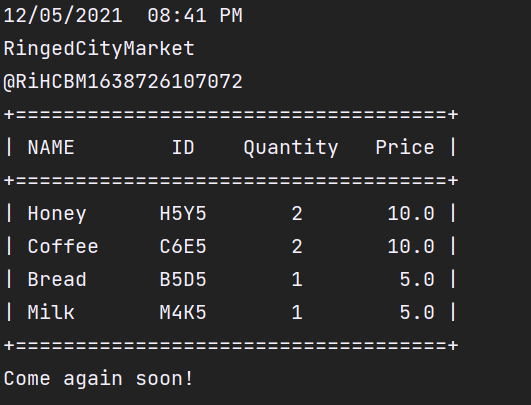 12/05/2021  08:41 PM
RingedCityMarket
@RiHCBM1638726107072
+====================================+
| NAME        ID    Quantity   Price |
+====================================+
| Honey      H5Y5       2       10.0 |
| Coffee     C6E5       2       10.0 |
| Bread      B5D5       1        5.0 |
| Milk       M4K5       1        5.0 |
+====================================+
Come again soon!